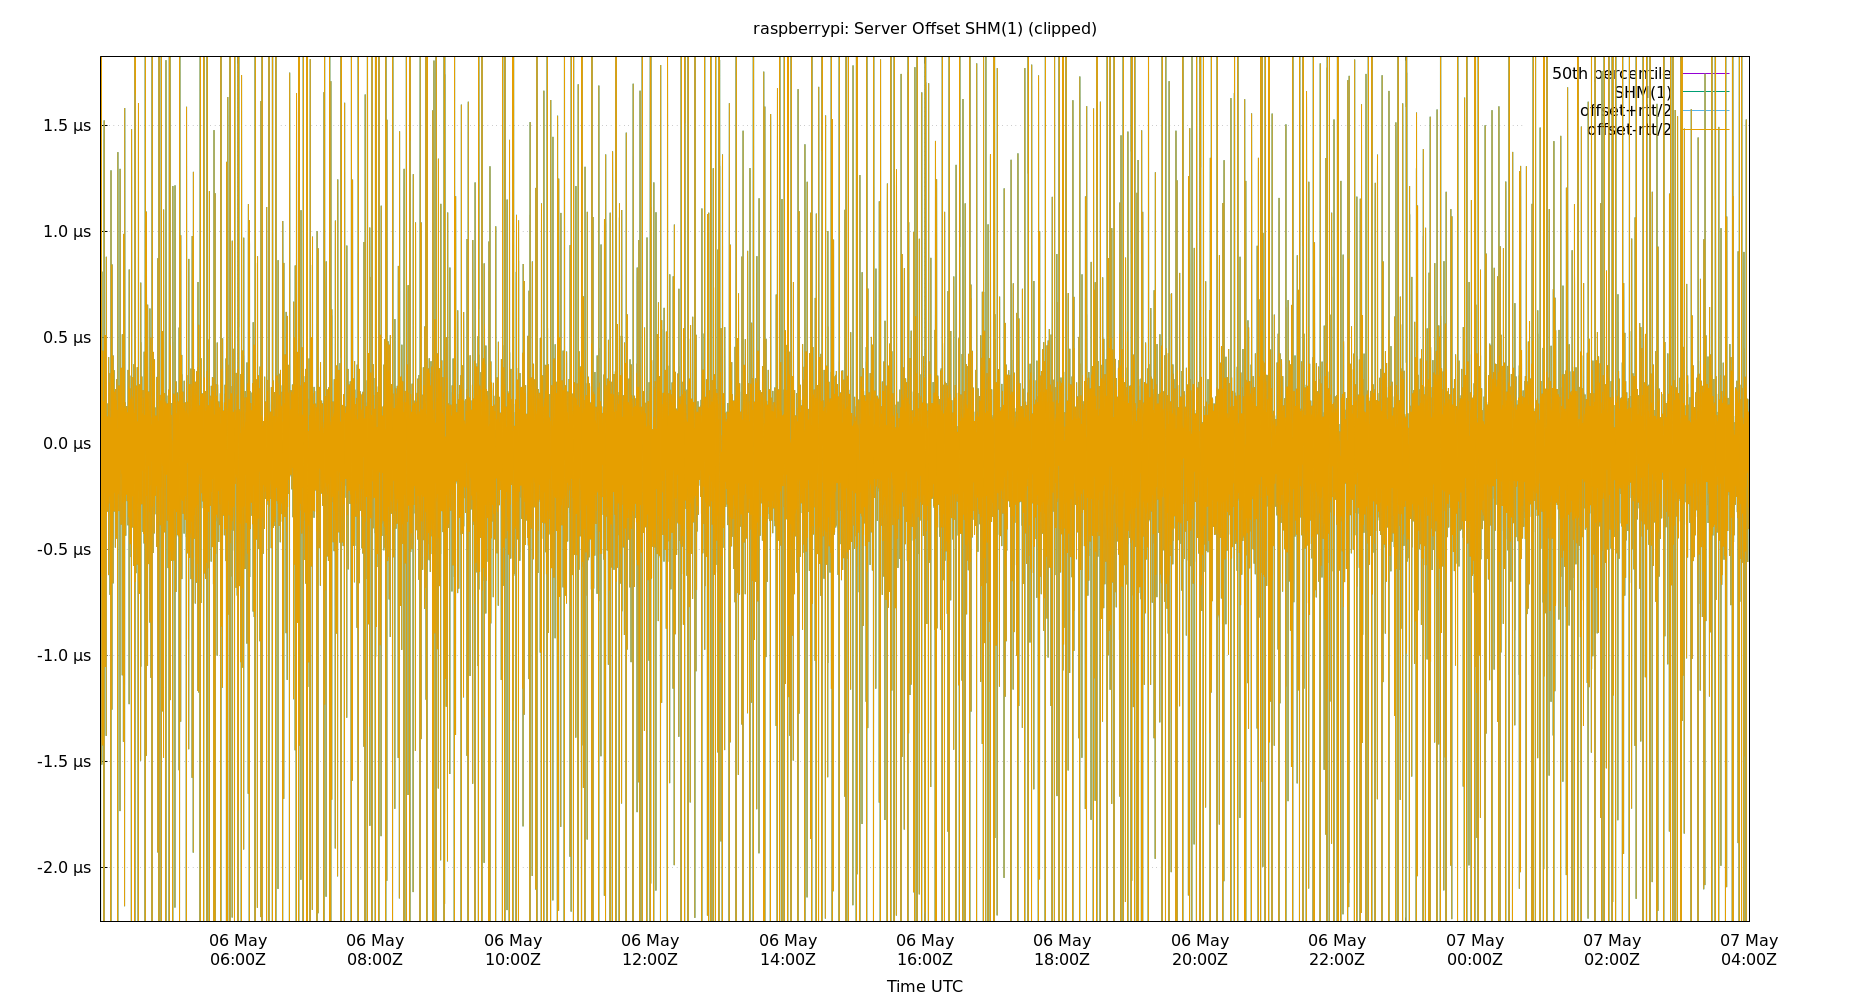 raspberrypi: Server Offset SHM(1) (clipped)
50th percentile
SHM(1)
offset+rtt/2
offset-rtt/2
1.5 µs
1.0 µs
0.5 µs
0.0 µs
-0.5 µs
-1.0 µs
-1.5 µs
-2.0 µs
06 May 06 May 06 May 06 May 06 May 06 May 06 May 06 May 06 May 07 May 07 May 07 May
06:00Z 08:00Z 10:00Z 12:00Z 14:00Z 16:00Z 18:00Z 20:00Z 22:00Z 00:00Z 02:00Z 04:00Z
Time UTC